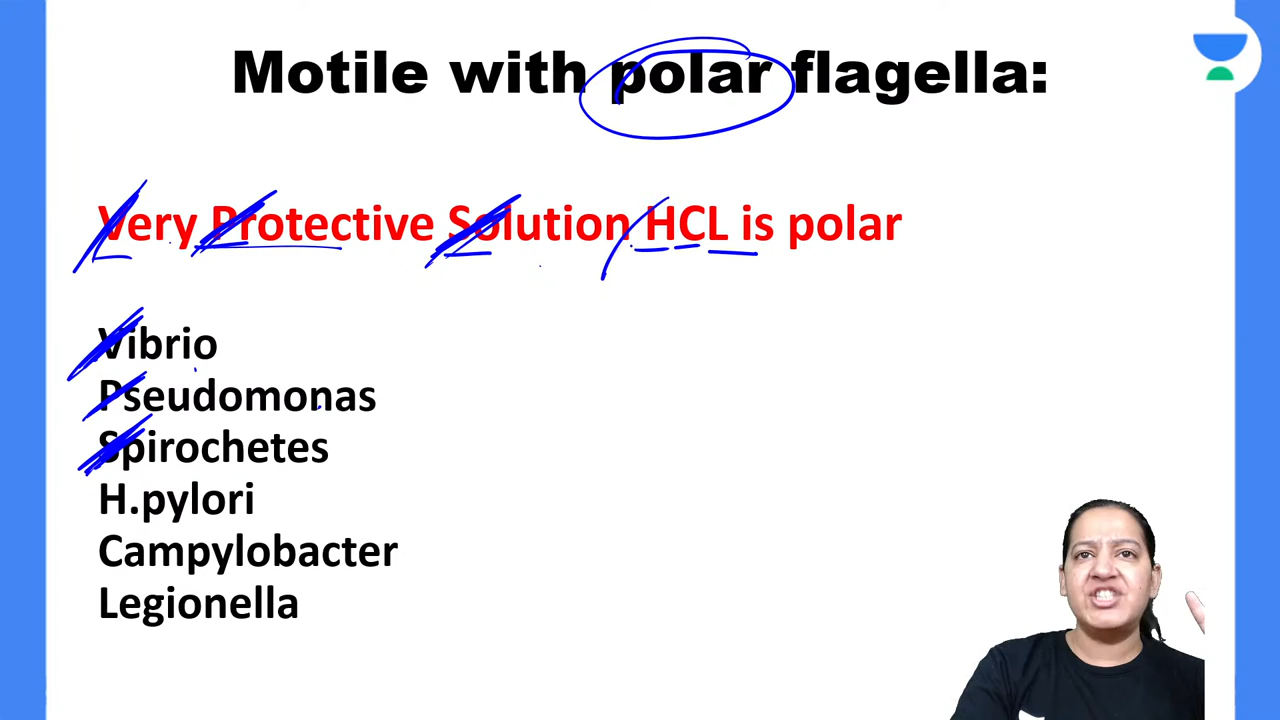 Motile with polar flagella:
Very Protective Solution HCL is polar
Vibrio
Pseudomonas
Spirochetes
H.pylori
Campylobacter
Legionella